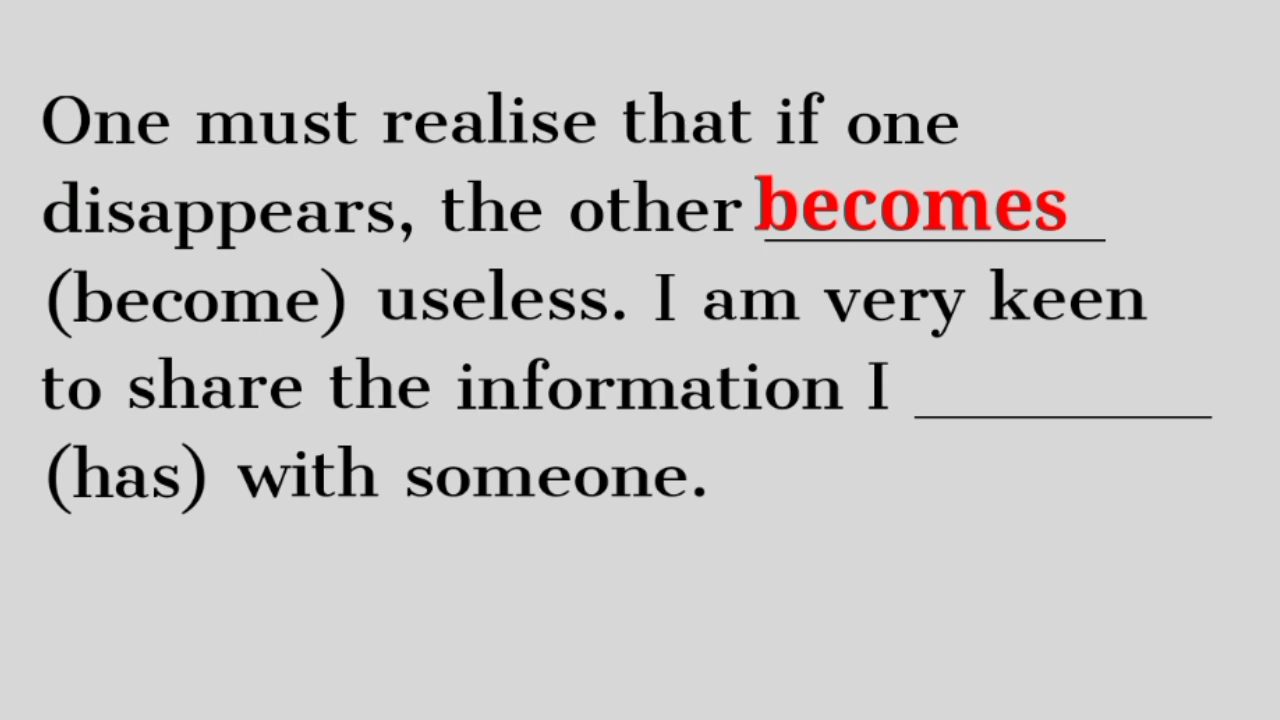 One must realise that if one
disappears, the other becomes
(become) useless. I am very keen
to share the information I __________
(has) with someone.